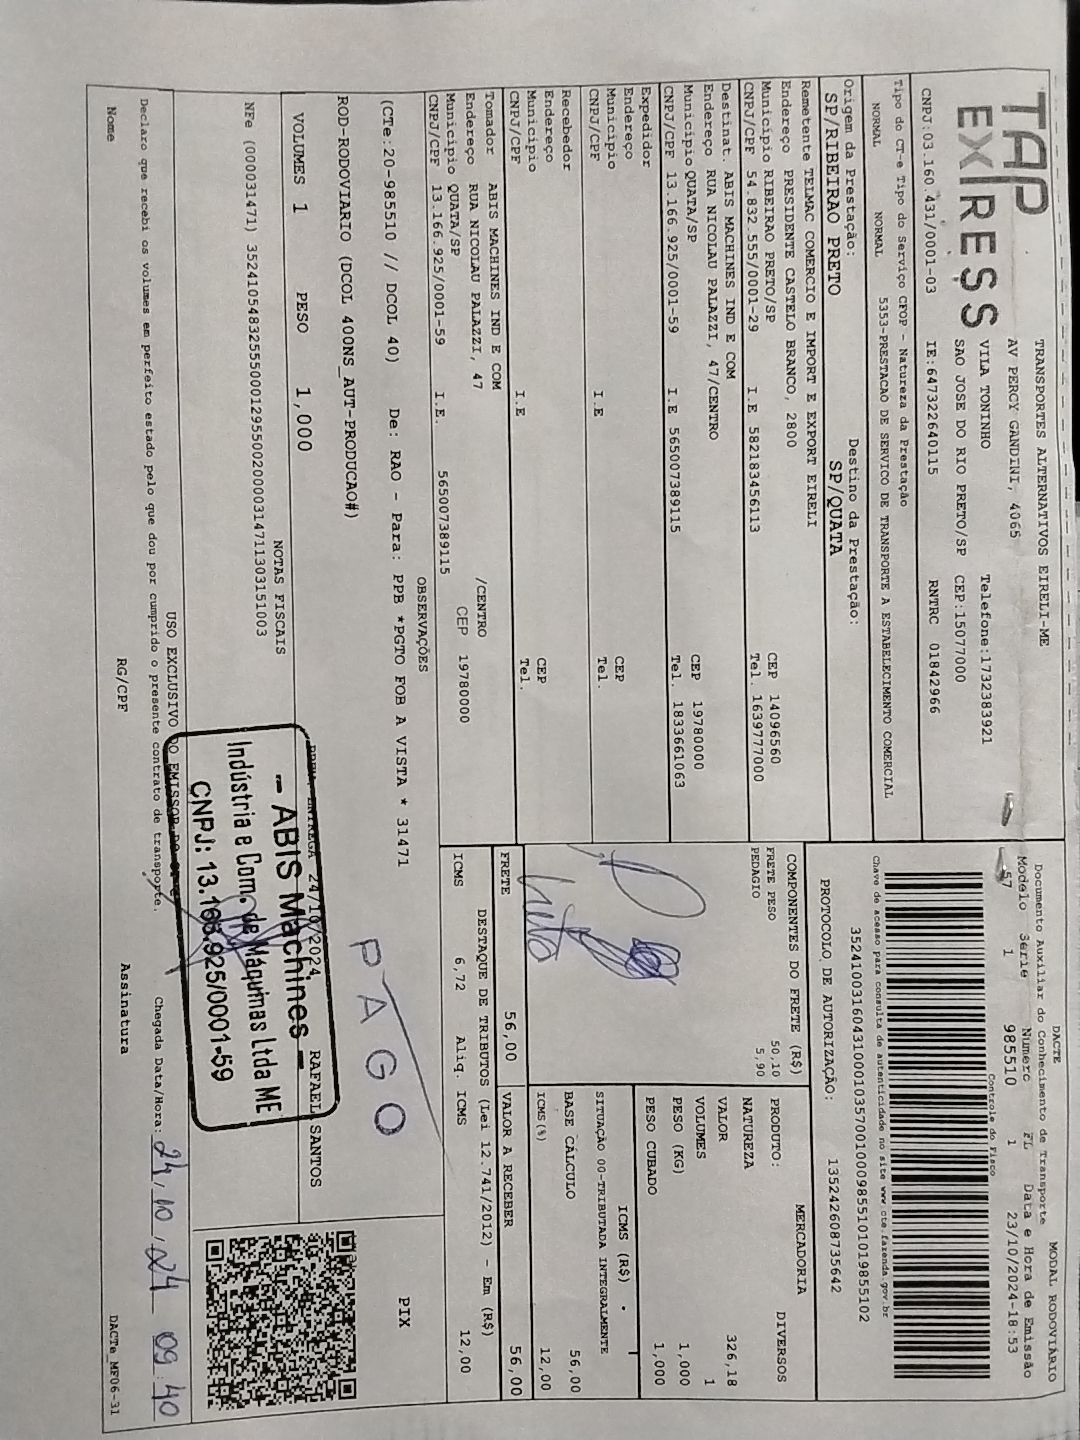 TAP
EXPRESS
TRANSPORTES ALTERNATIVOS EIRELI-ME
AV PERCY GANDINI, 4065
VILA TONINHO Telefone:1732383921
SAO JOSE DO RIO PRETO/SP CEP:15077000
CNPJ:03.160.431/0001-03 IE:647322640115 RNTRC 01842966
Tipo do CT-e Tipo do Serviço CFOP - Natureza da Prestação
NORMAL NORMAL 5353-PRESTACAO DE SERVICO DE TRANSPORTE A ESTABELECIMENTO COMERCIAL
Origem da Prestação: Destino da Prestação:
SP/RIBEIRAO PRETO SP/QUATA
Remetente TELMAC COMERCIO E IMPORT E EXPORT EIRELI
Endereço PRESIDENTE CASTELO BRANCO, 2800 CEP 14096560
Município RIBEIRAO PRETO/SP Tel. 1639777000
CNPJ/CPF 54.832.555/0001-29 I.E 582183456113
Destinat. ABIS MACHINES IND E COM
Endereço RUA NICOLAU PALAZZI, 47/CENTRO CEP 19780000
Município QUATA/SP Tel. 1833661063
CNPJ/CPF 13.166.925/0001-59 I.E 565007389115
Expedidor
Endereço CEP
Município Tel.
CNPJ/CPF I.E
Recebedor
Endereço CEP
Município Tel.
CNPJ/CPF I.E
Tomador ABIS MACHINES IND E COM
Endereço RUA NICOLAU PALAZZI, 47 /CENTRO
Município QUATA/SP CEP 19780000
CNPJ/CPF 13.166.925/0001-59 I.E. 565007389115
OBSERVAÇÕES
(CTe:20-985510 // DCOL 40) De: RAO - Para: PPB *PGTO FOB A VISTA * 31471
ROD-RODOVIARIO (DCOL 400NS_AUT-PRODUCAO#)
VOLUMES 1 PESO 1,000
24/10/2024
RAFAEL SANTOS
NOTAS FISCAIS
NFe (000031471) 35241054832555000129550020000314711303151003
USO EXCLUSIVO DO EMISSOR DO
Declaro que recebi os volumes em perfeito estado pelo que dou por cumprido o presente contrato de transporte.
Nome RG/CPF Assinatura
Chegada Data/Hora: 24/10/24 09:40
DACTe_MF06-31
DACTE MODAL RODOVIÁRIO
Documento Auxiliar do Conhecimento de Transporte
Modelo Serie Numero FL Data e Hora de Emissão
57 1 985510 1 23/10/2024-18:53
Controle do Fisco
Chave de acesso para consulta de autenticidade no site www.cte.fazenda.gov.br
35241003160431000103570010009855101019855102
PROTOCOLO DE AUTORIZAÇÃO: 135242608735642
COMPONENTES DO FRETE (R$)
FRETE PESO 50,10
PEDAGIO 5,90
MERCADORIA
PRODUTO: DIVERSOS
NATUREZA
VALOR 326,18
VOLUMES 1
PESO (KG) 1,000
PESO CUBADO 1,000
ICMS (R$)
SITUAÇÃO 00-TRIBUTADA INTEGRALMENTE
BASE CÁLCULO 56,00
ICMS(%) 12,00
FRETE 56,00 VALOR A RECEBER 56,00
DESTAQUE DE TRIBUTOS (Lei 12.741/2012) - Em (R$)
ICMS 6,72 Aliq. ICMS 12,00
PAGO
PIX
- ABIS Machines -
Indústria e Com. de Máquinas Ltda ME
CNPJ: 13.166.925/0001-59